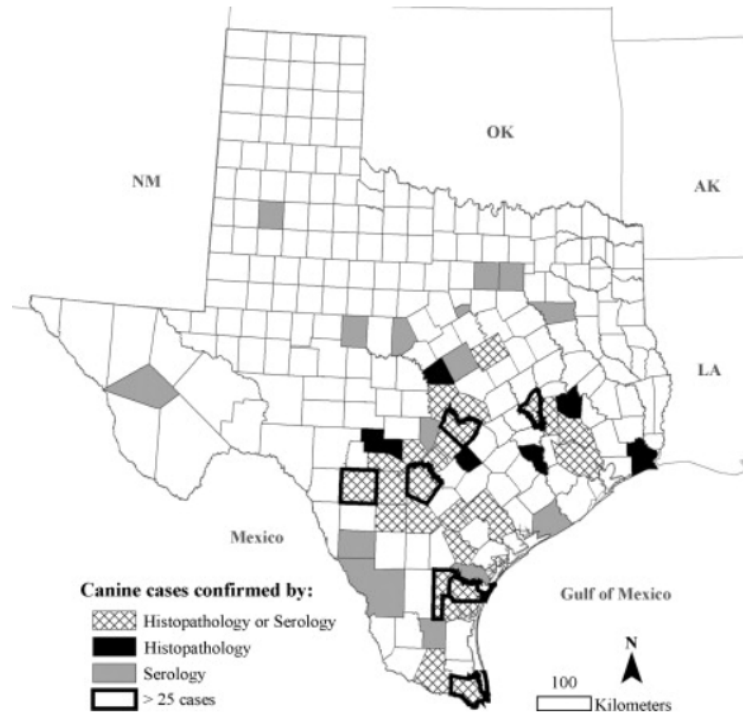 OK
NM
AK
LA
Mexico
Canine cases confirmed by:
Gulf of Mexico
Histopathology or Serology
Histopathology
N
Serology
100
> 25 cases
Kilometers